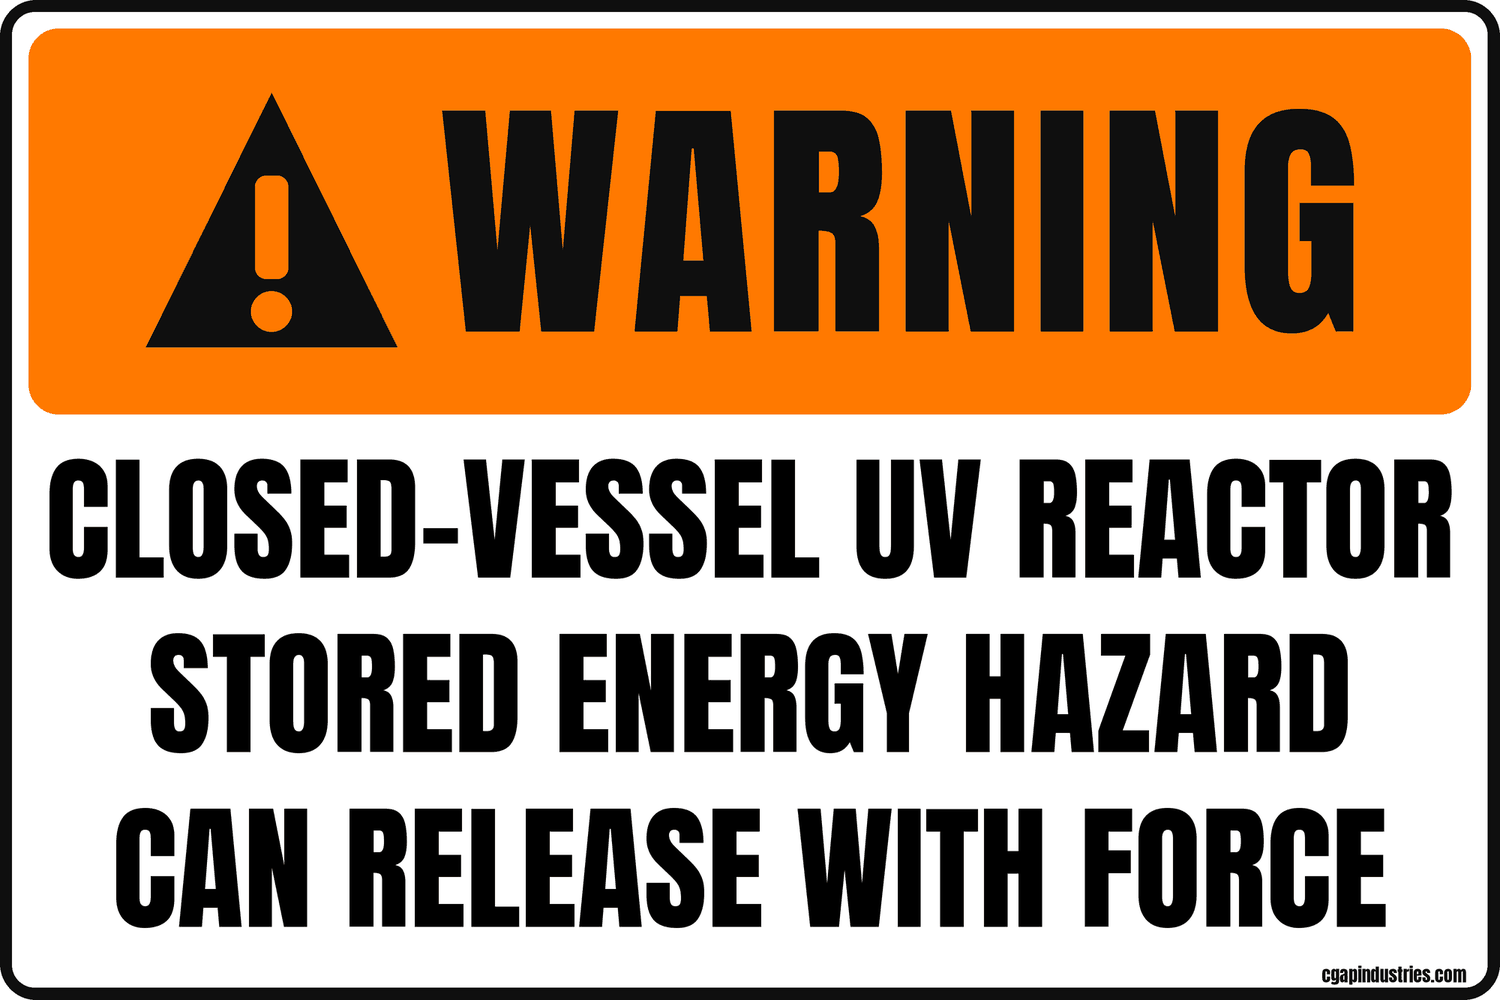 WARNING
CLOSED-VESSEL UV REACTOR
STORED ENERGY HAZARD
CAN RELEASE WITH FORCE
cgapindustries.com